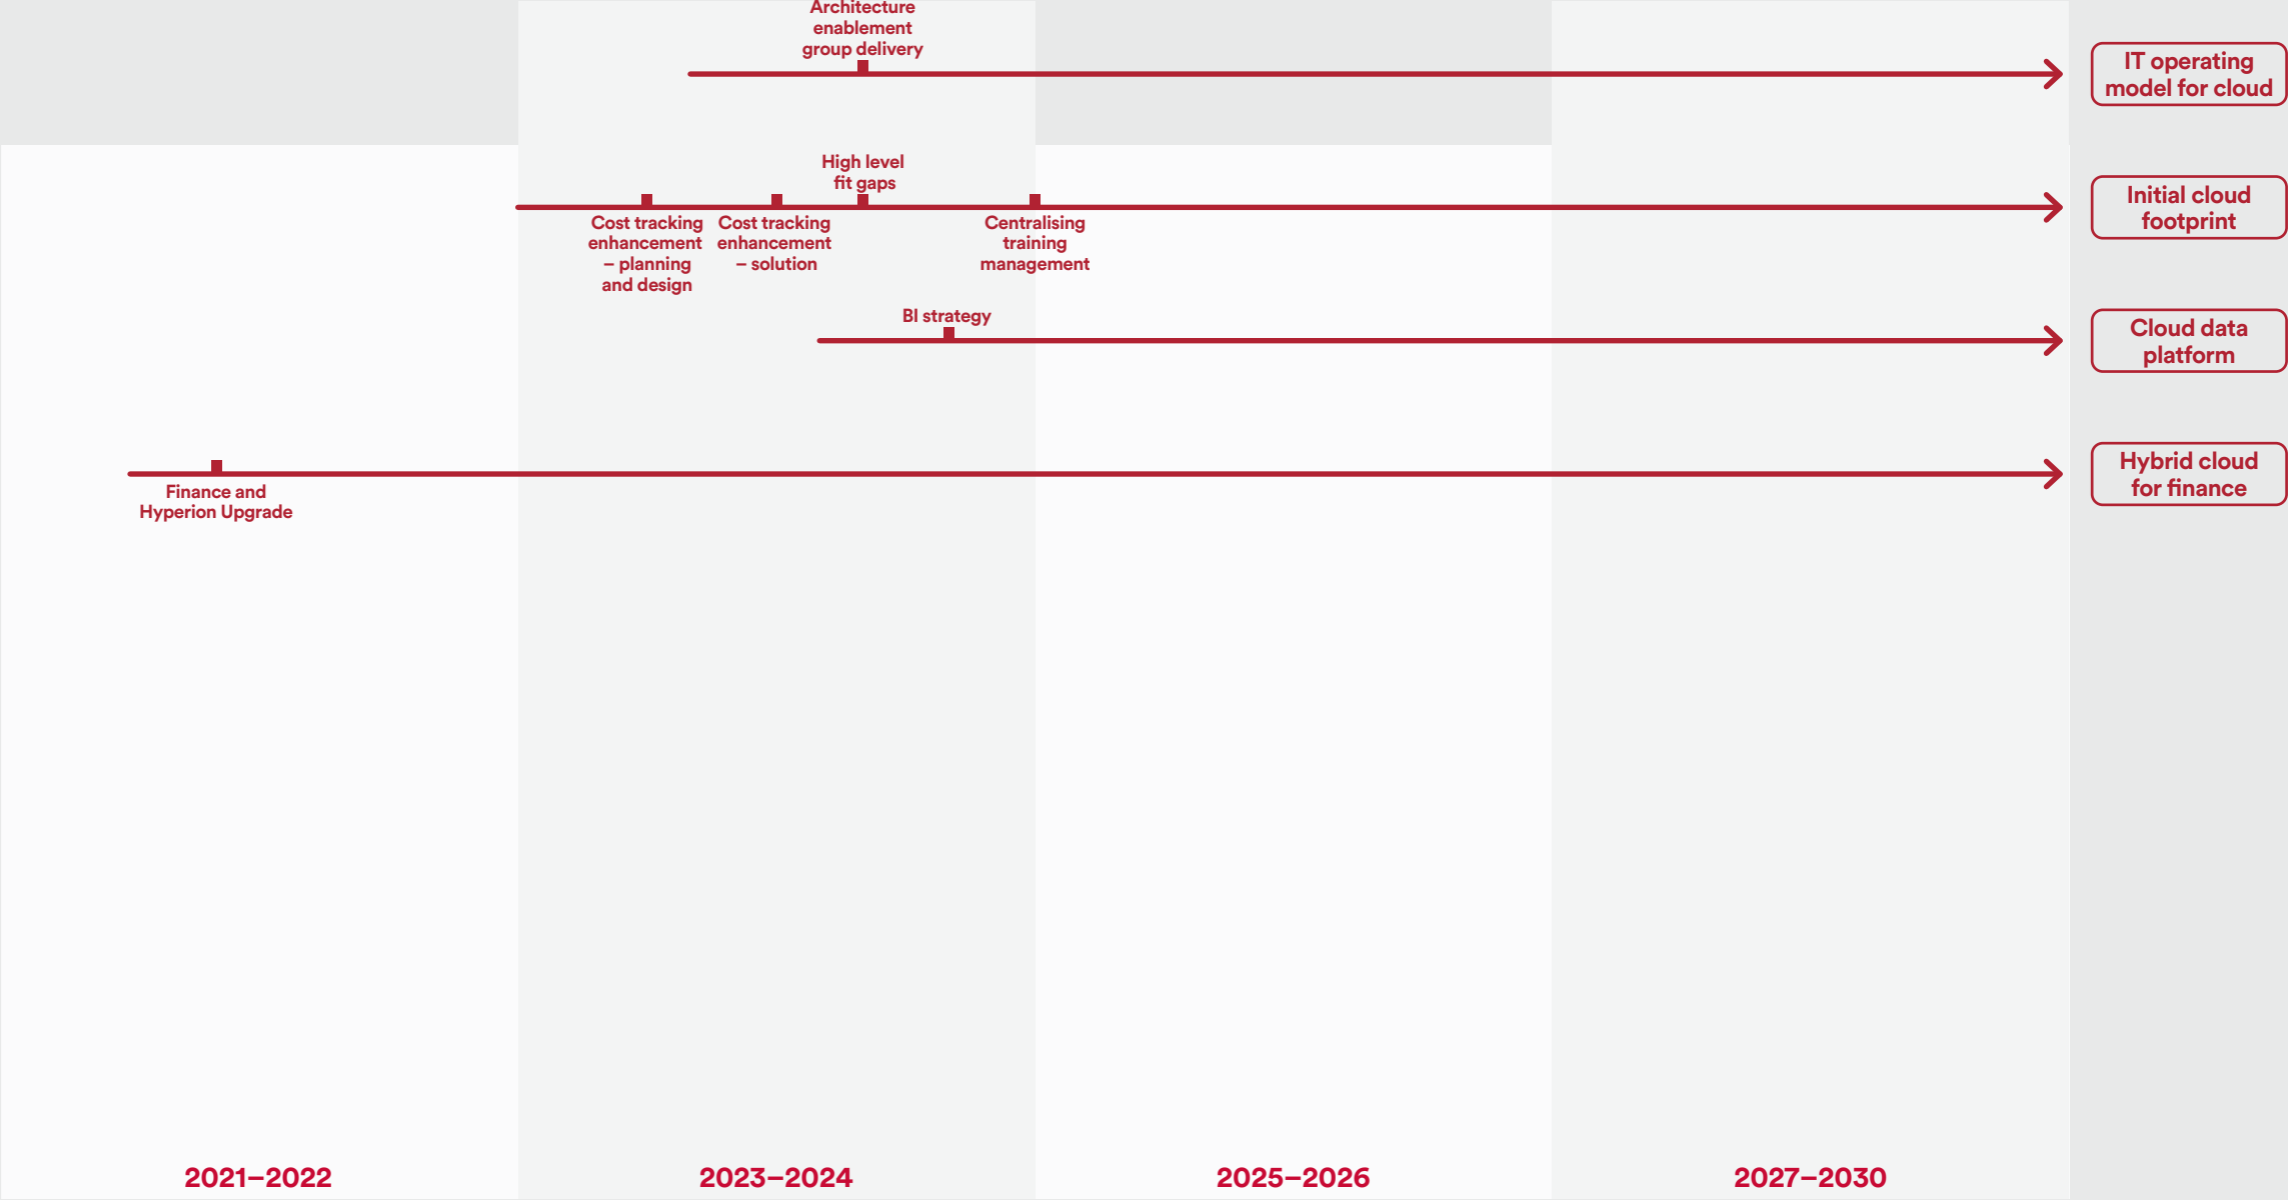 Architecture
enablement
group delivery
IT operating
model for cloud
High level
fit gaps
Cost tracking
enhancement
– planning
and design
Cost tracking
enhancement
– solution
Centralising
training
management
Initial cloud
footprint
BI strategy
Cloud data
platform
Finance and
Hyperion Upgrade
Hybrid cloud
for finance
2021–2022
2023–2024
2025–2026
2027–2030